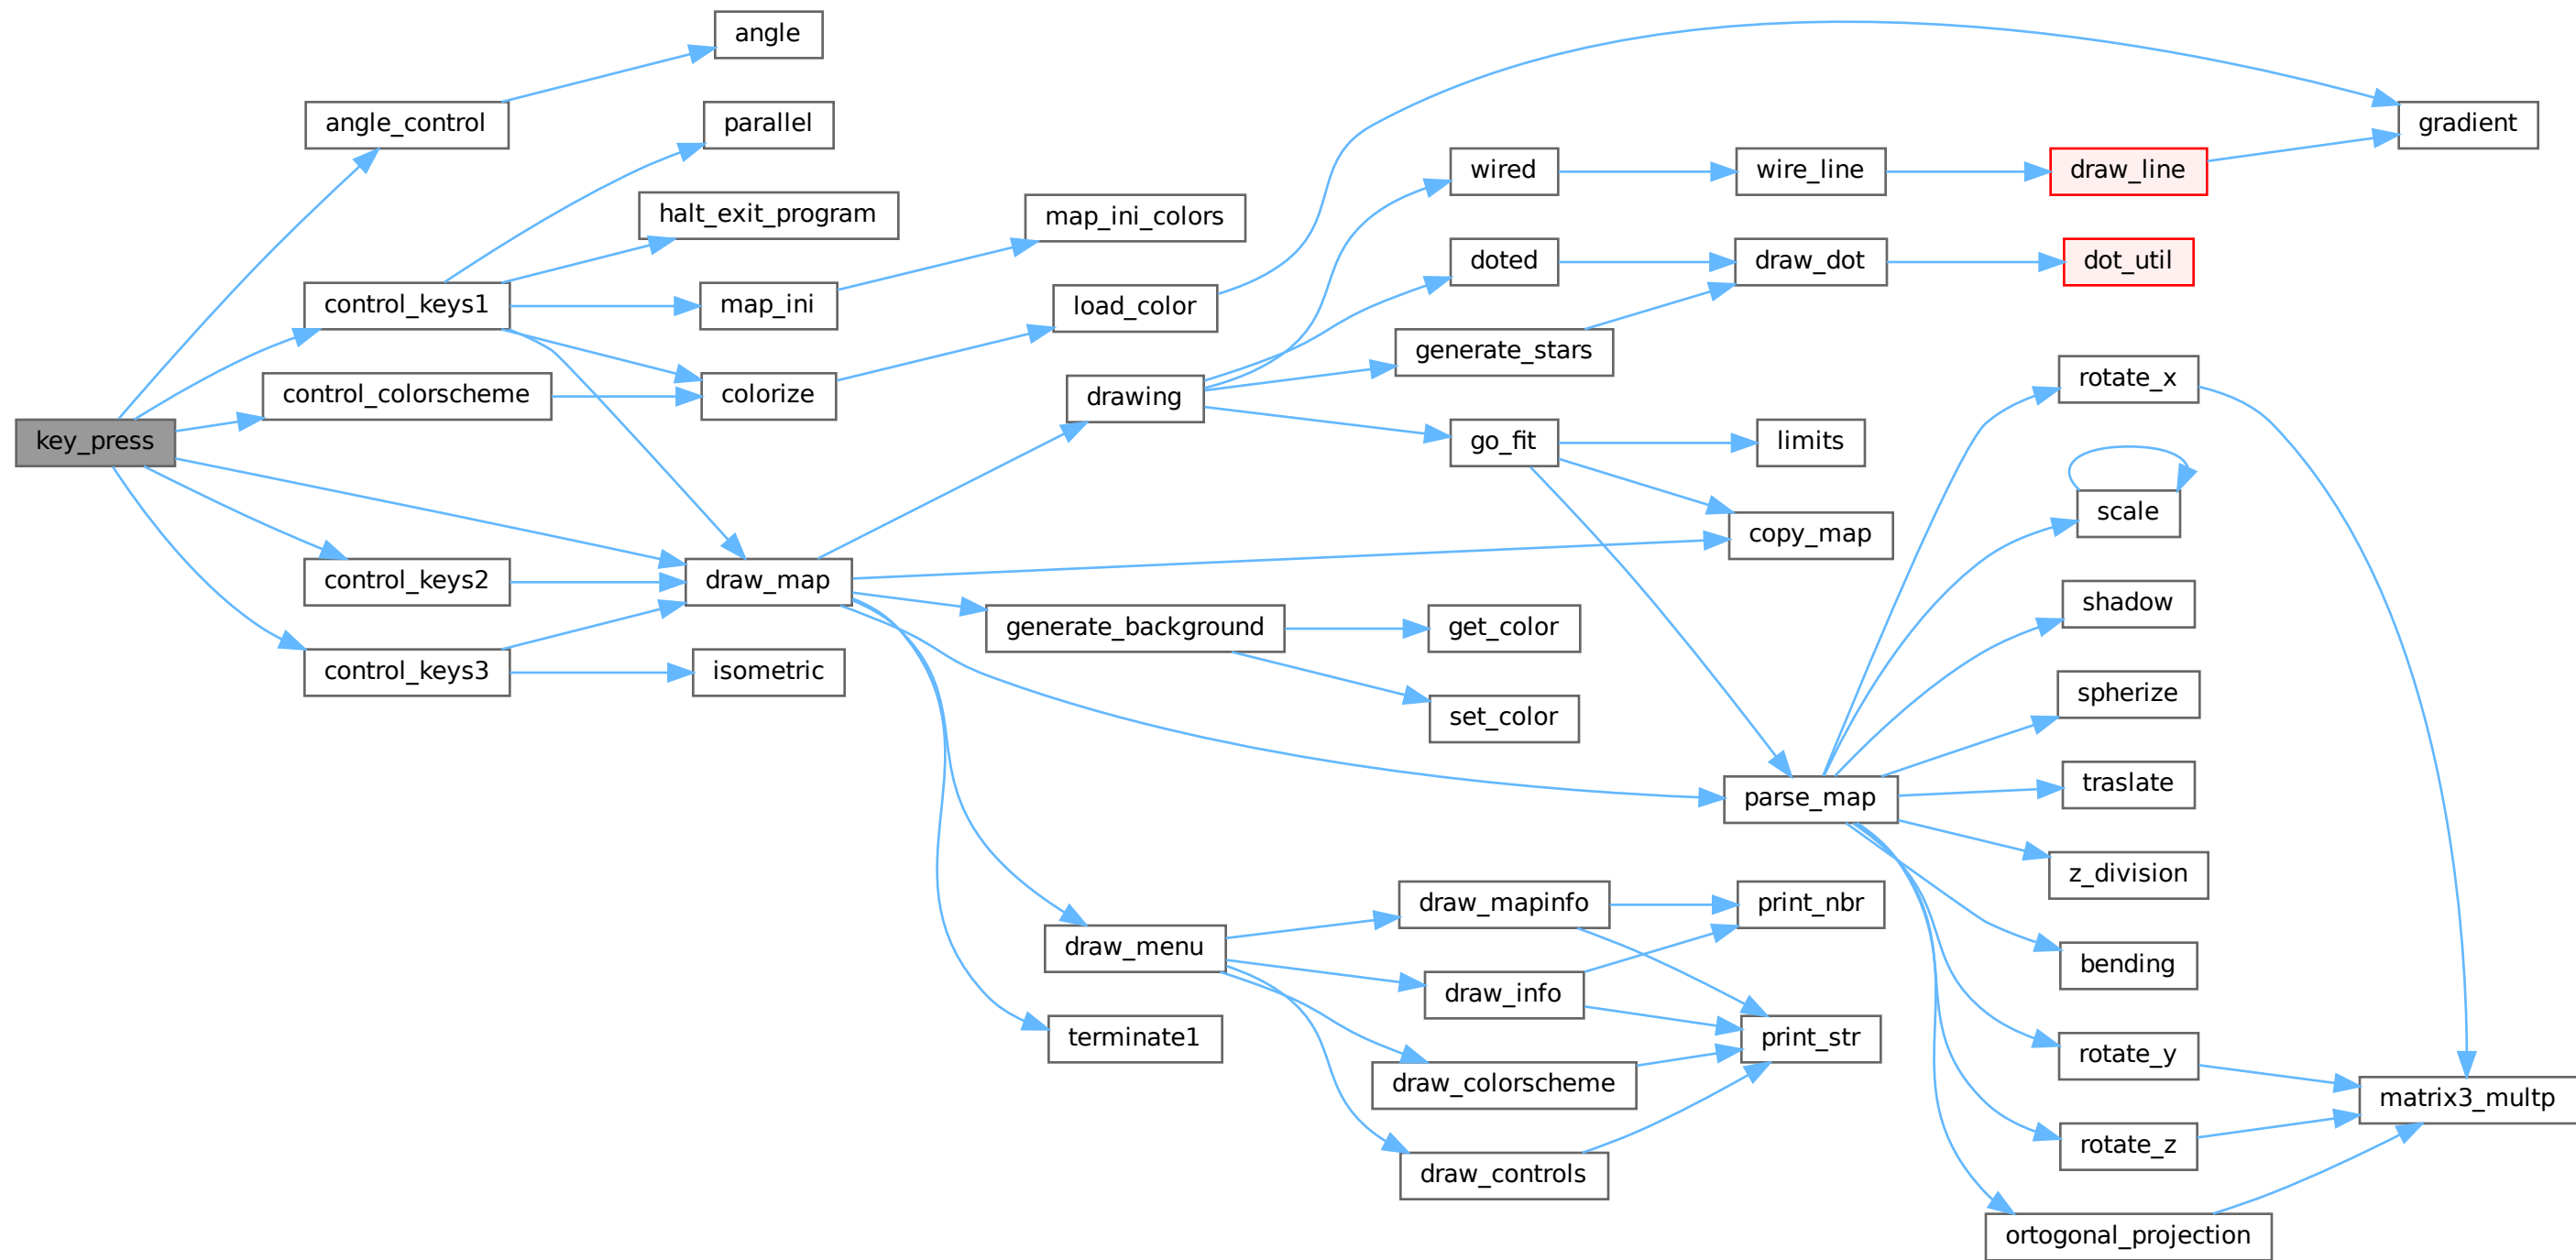 key_press
angle_control
angle
control_keys1
parallel
halt_exit_program
map_ini
map_ini_colors
control_colorscheme
colorize
load_color
gradient
control_keys2
draw_map
control_keys3
isometric
drawing
wired
wire_line
draw_line
doted
draw_dot
dot_util
generate_stars
go_fit
limits
copy_map
generate_background
get_color
set_color
parse_map
rotate_x
scale
shadow
spherize
traslate
z_division
bending
rotate_y
rotate_z
ortogonal_projection
matrix3_multp
draw_menu
draw_mapinfo
print_nbr
draw_info
print_str
draw_colorscheme
draw_controls
terminate1